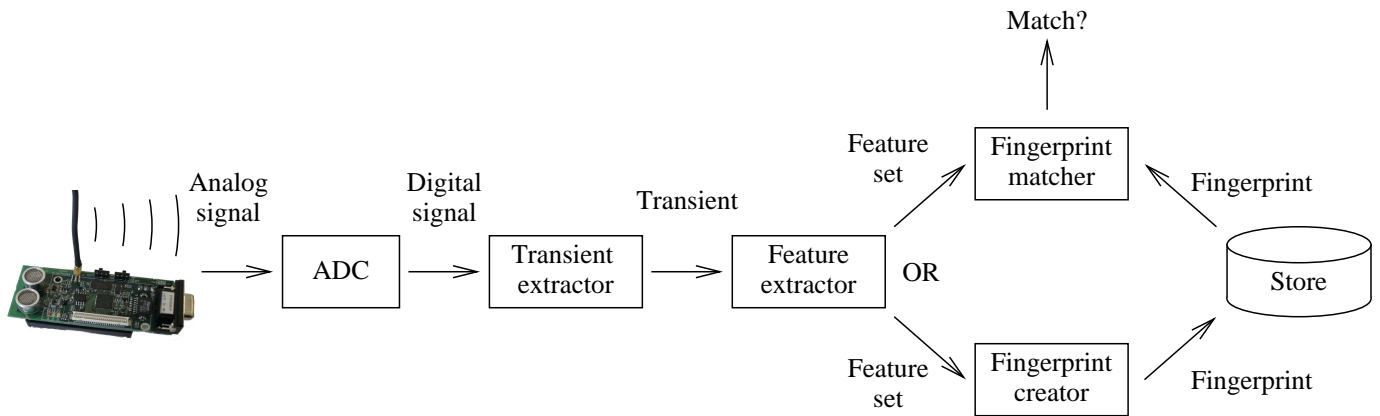 Match?
Feature
set
Fingerprint
matcher
Analog
signal
Digital
signal
Transient
Fingerprint
ADC
Transient
extractor
Feature
extractor
OR
Store
Feature
set
Fingerprint
creator
Fingerprint